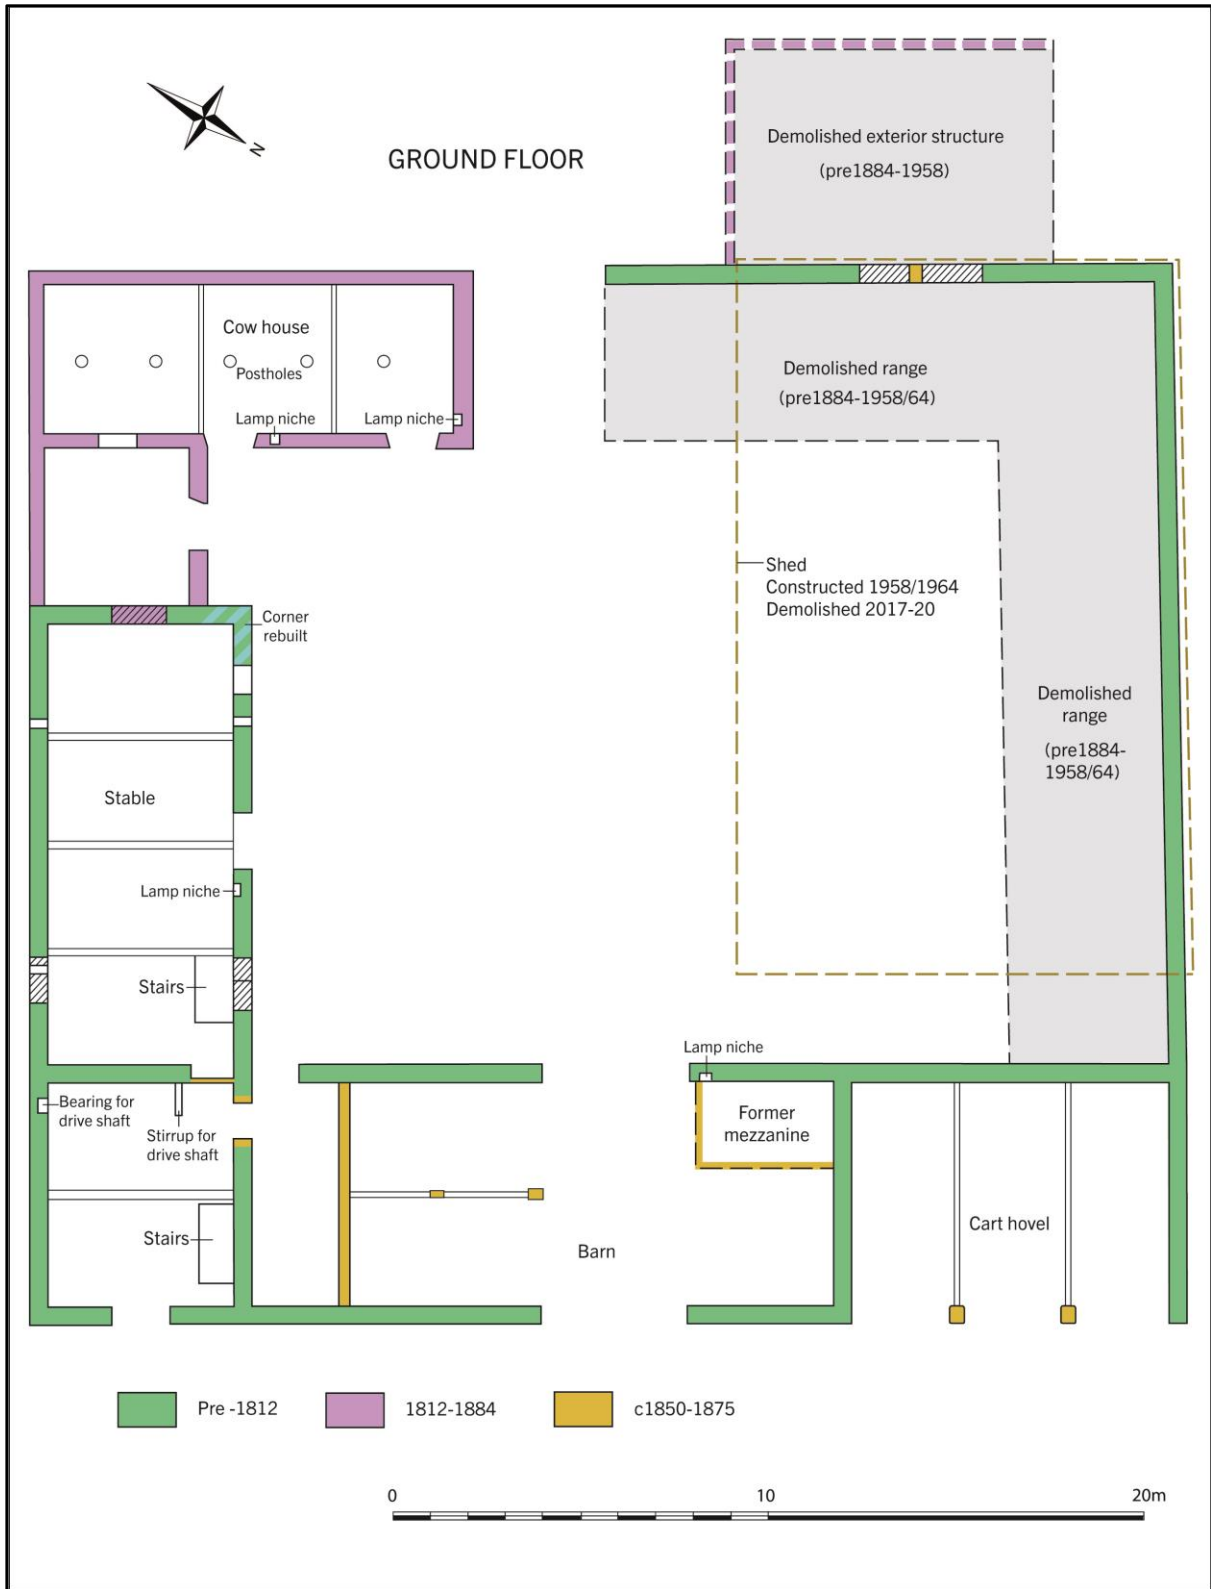 N
GROUND FLOOR
Demolished exterior structure
(pre1884-1958)
Cow house
Postholes
Lamp niche
Lamp niche
Demolished range
(pre1884-1958/64)
Shed
Constructed 1958/1964
Demolished 2017-20
Corner
rebuilt
Demolished
range
(pre1884-
1958/64)
Stable
Lamp niche
Stairs
Lamp niche
Bearing for
drive shaft
Stirrup for
drive shaft
Former
mezzanine
Stairs
Barn
Cart hovel
Pre -1812
1812-1884
c1850-1875
0
10
20m